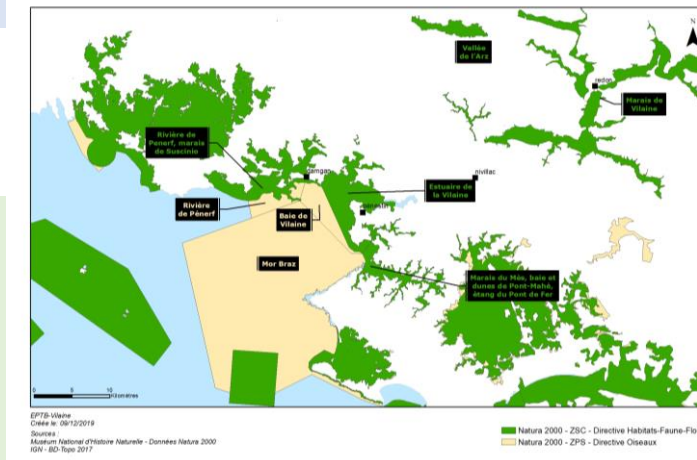 N
Vallée
de l'Arz
redon
Marais de
Vilaine
Rivière de
Penerf, marais
de Suscinio
damgan
nivillac
Estuaire de
la Vilaine
Rivière
de Pénerf
Baie de
Vilaine
Mor Braz
Marais du Mès, baie et
dunes de Pont-Mahé,
étang du Pont de Fer
0 5 10
Kilomètres
EPTB-Vilaine
Créée le: 09/12/2019
Sources :
Muséum National d'Histoire Naturelle - Données Natura 2000
IGN - BD-Topo 2017
Natura 2000 - ZSC - Directive Habitats-Faune-Flo
Natura 2000 - ZPS - Directive Oiseaux